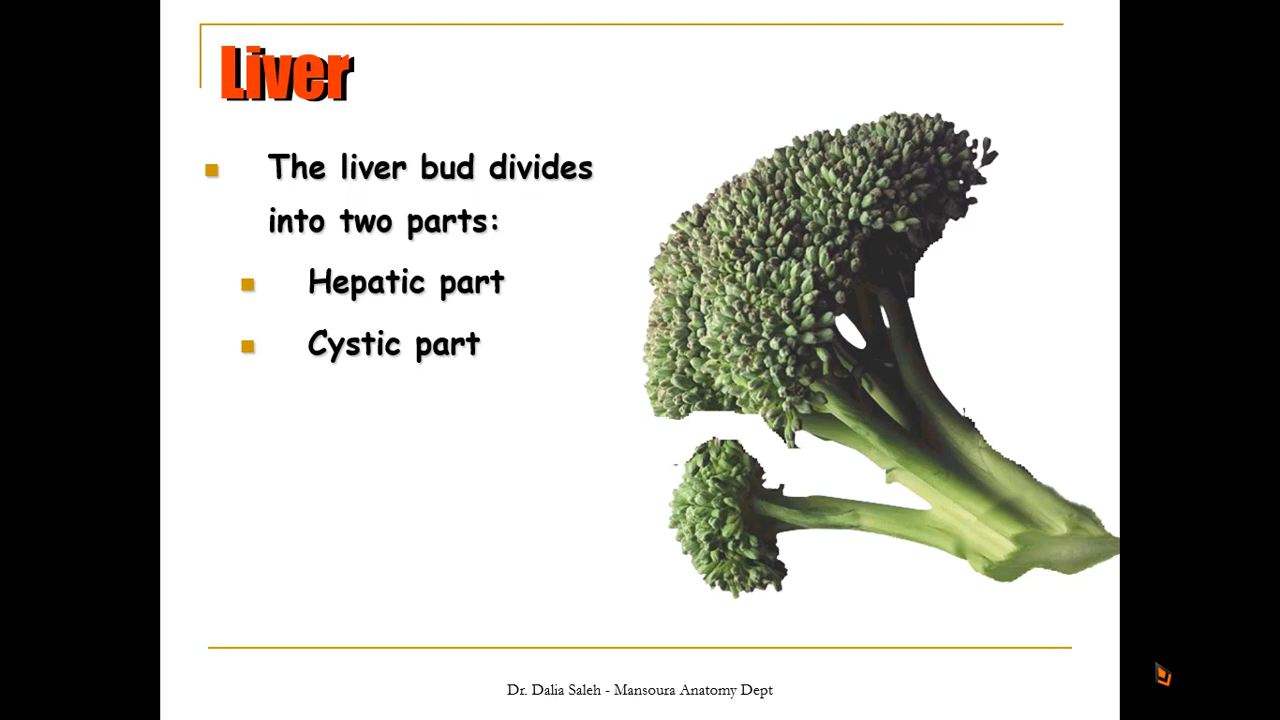 Liver
The liver bud divides
into two parts:
Hepatic part
Cystic part
Dr. Dalia Saleh - Mansoura Anatomy Dept